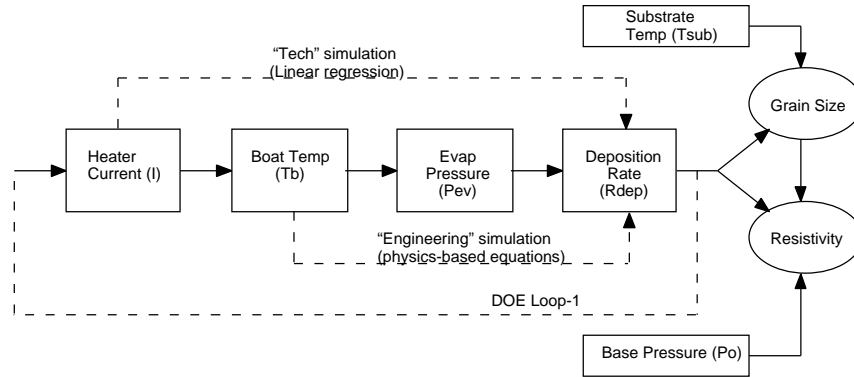 Substrate
Temp (Tsub)
“Tech” simulation
(Linear regression)
Grain Size
Heater
Current (I)
Boat Temp
(Tb)
Evap
Pressure
(Pev)
Deposition
Rate
(Rdep)
Resistivity
“Engineering” simulation
(physics-based equations)
DOE Loop-1
Base Pressure (Po)